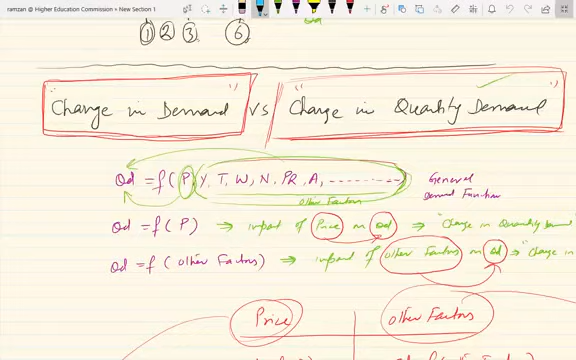 ramzan @ Higher Education Commission > New Section 1
1 2 3 6
Qd
"Change in Demand" VS "Change in Quantity Demand"
Qd = f( P, Y, T, W, N, PR, A, ..........)
General Demand Function
other Factors
Qd = f( P) ⇒ impact of Price on Qd ⇒ "Change in Quantity Demand
Qd = f( other Factors) ⇒ impact of other Factors on Qd ⇒ "Change in
Price other Factors